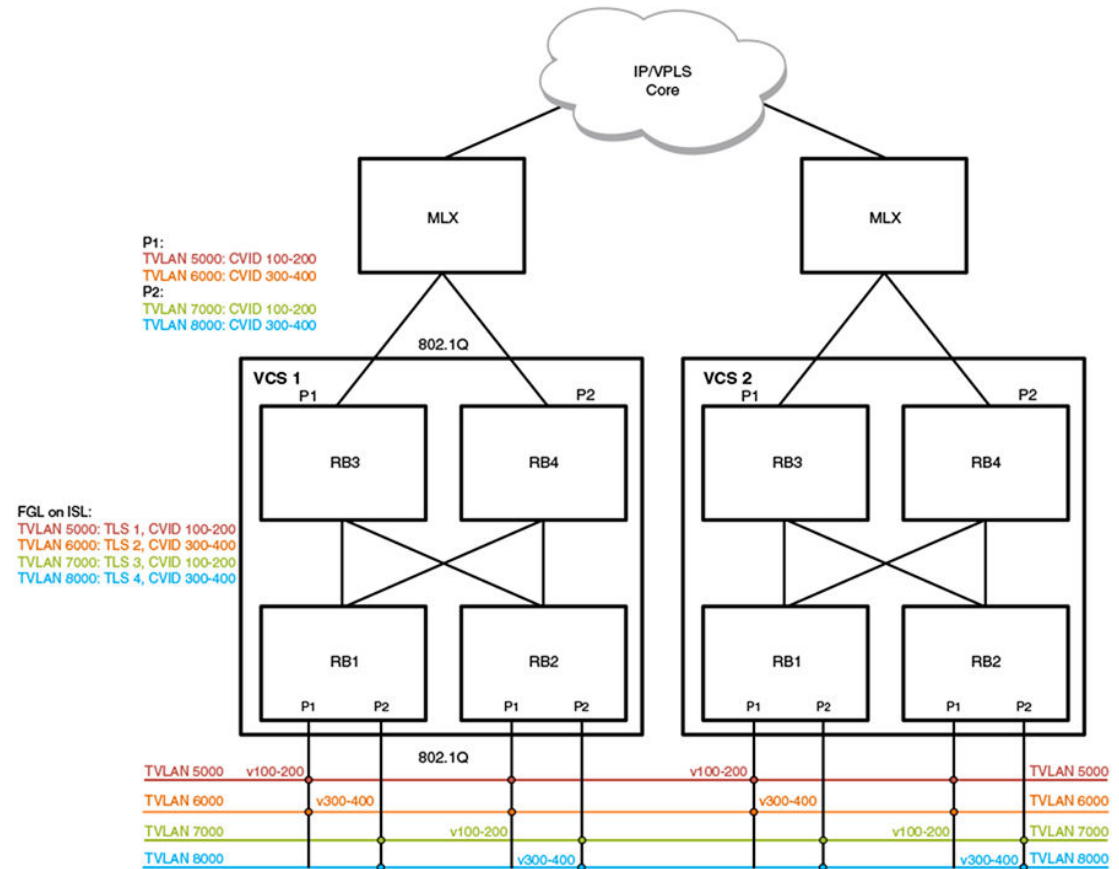 IP/VPLS
Core
MLX
MLX
P1:
TVLAN 5000: CVID 100-200
TVLAN 6000: CVID 300-400
P2:
TVLAN 7000: CVID 100-200
TVLAN 8000: CVID 300-400
802.1Q
VCS 1
P1
P2
VCS 2
P1
P2
RB3
RB4
RB3
RB4
FGL on ISL:
TVLAN 5000: TLS 1, CVID 100-200
TVLAN 6000: TLS 2, CVID 300-400
TVLAN 7000: TLS 3, CVID 100-200
TVLAN 8000: TLS 4, CVID 300-400
RB1
RB2
RB1
RB2
P1
P2
P1
P2
P1
P2
P1
P2
802.1Q
TVLAN 5000
v100-200
v100-200
TVLAN 5000
TVLAN 6000
v300-400
v300-400
TVLAN 6000
TVLAN 7000
v100-200
v100-200
TVLAN 7000
TVLAN 8000
v300-400
v300-400
TVLAN 8000